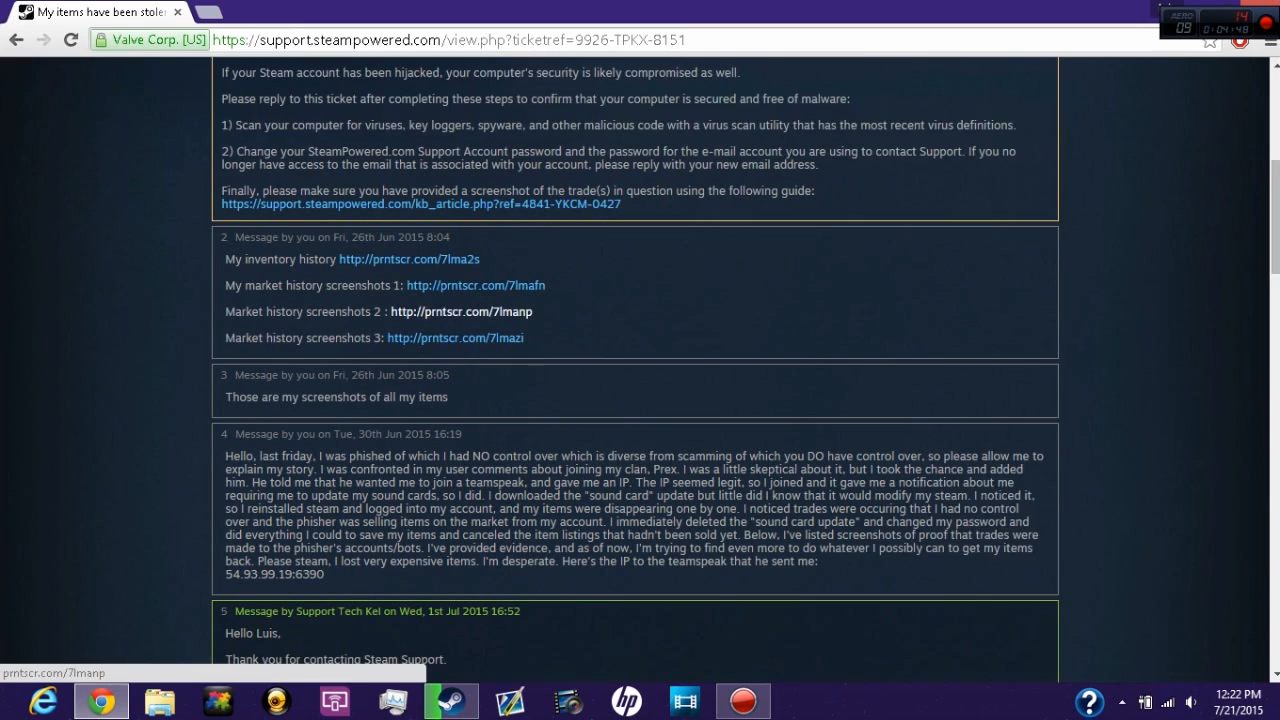 My items have been stolen
AERO
09
14
0:04:48
Valve Corp. [US]
https://support.steampowered.com/view.php?ticketref=9926-TPKX-8151
If your Steam account has been hijacked, your computer's security is likely compromised as well.
Please reply to this ticket after completing these steps to confirm that your computer is secured and free of malware:
1) Scan your computer for viruses, key loggers, spyware, and other malicious code with a virus scan utility that has the most recent virus definitions.
2) Change your SteamPowered.com Support Account password and the password for the e-mail account you are using to contact Support. If you no
longer have access to the email that is associated with your account, please reply with your new email address.
Finally, please make sure you have provided a screenshot of the trade(s) in question using the following guide:
https://support.steampowered.com/kb_article.php?ref=4841-YKCM-0427
2 Message by you on Fri, 26th Jun 2015 8:04
My inventory history http://prntscr.com/7lma2s
My market history screenshots 1: http://prntscr.com/7lmafn
Market history screenshots 2 : http://prntscr.com/7lmanp
Market history screenshots 3: http://prntscr.com/7lmazi
3 Message by you on Fri, 26th Jun 2015 8:05
Those are my screenshots of all my items
4 Message by you on Tue, 30th Jun 2015 16:19
Hello, last friday, I was phished of which I had NO control over which is diverse from scamming of which you DO have control over, so please allow me to
explain my story. I was confronted in my user comments about joining my clan, Prex. I was a little skeptical about it, but I took the chance and added
him. He told me that he wanted me to join a teamspeak, and gave me an IP. The IP seemed legit, so I joined and it gave me a notification about me
requiring me to update my sound cards, so I did. I downloaded the "sound card" update but little did I know that it would modify my steam. I noticed it,
so I reinstalled steam and logged into my account, and my items were disappearing one by one. I noticed trades were occuring that I had no control
over and the phisher was selling items on the market from my account. I immediately deleted the "sound card update" and changed my password and
did everything I could to save my items and canceled the item listings that hadn't been sold yet. Below, I've listed screenshots of proof that trades were
made to the phisher's accounts/bots. I've provided evidence, and as of now, I'm trying to find even more to do whatever I possibly can to get my items
back. Please steam, I lost very expensive items. I'm desperate. Here's the IP to the teamspeak that he sent me:
54.93.99.19:6390
5 Message by Support Tech Kel on Wed, 1st Jul 2015 16:52
Hello Luis,
Thank you for contacting Steam Support.
prntscr.com/7lmanp
12:22 PM
7/21/2015